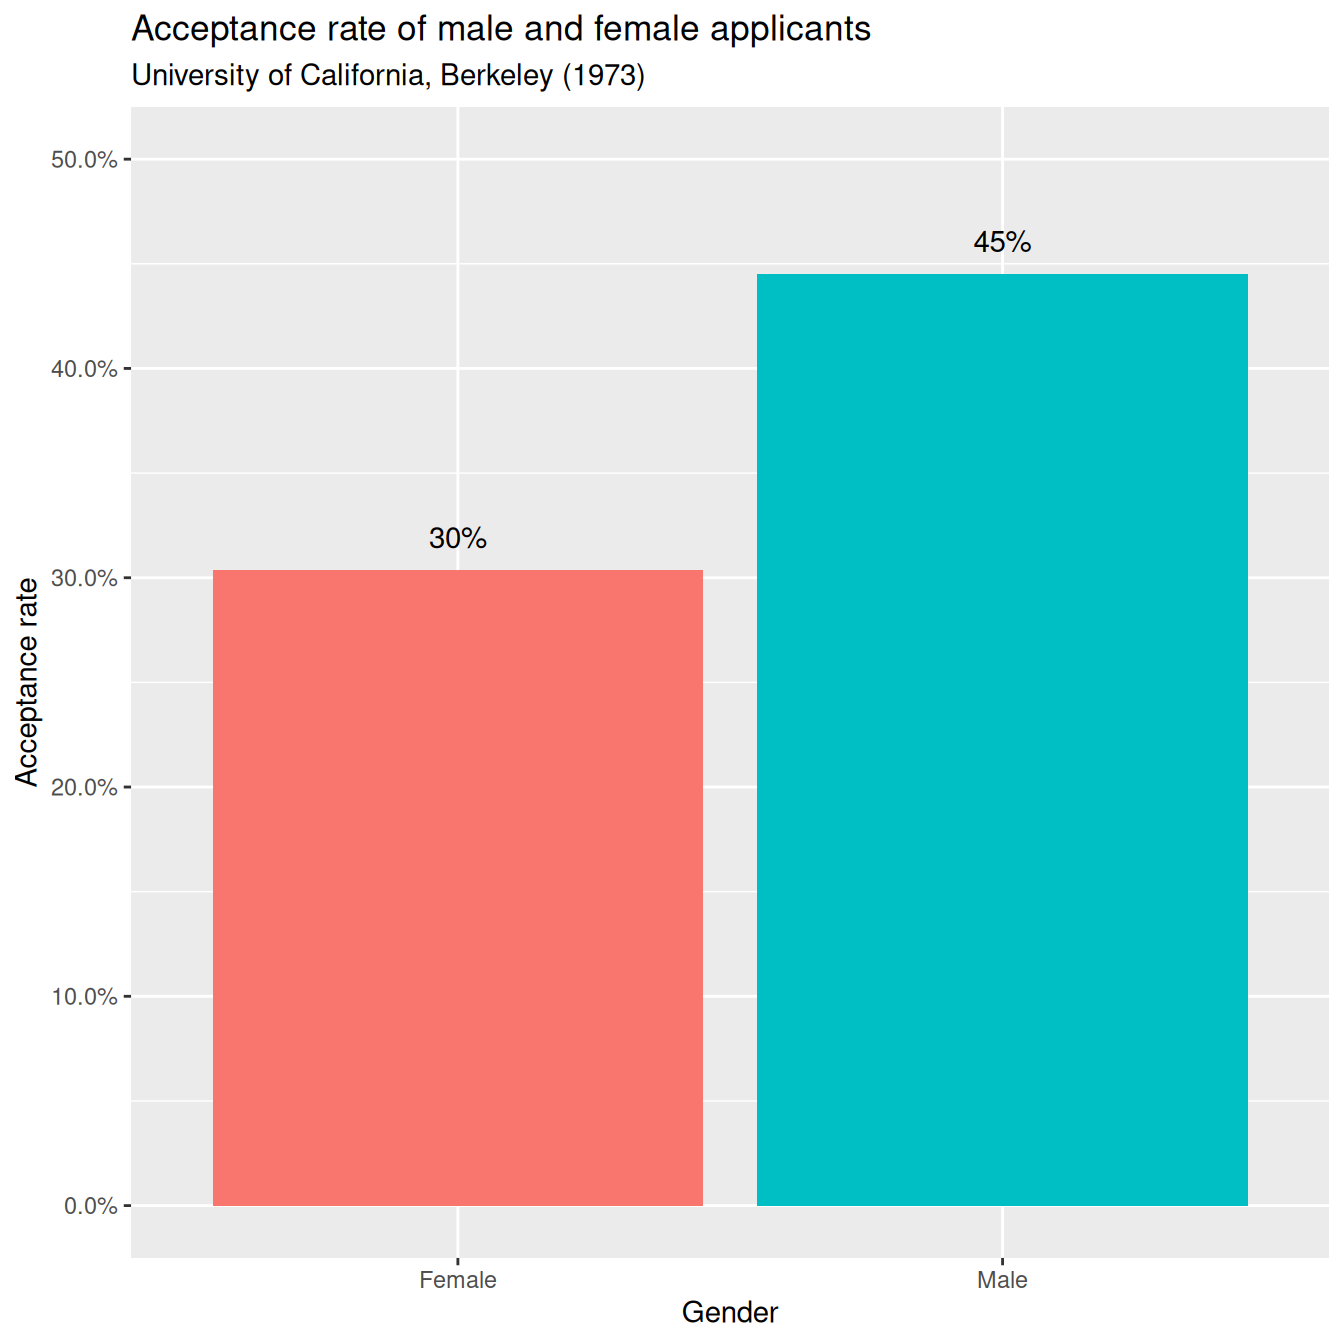 Acceptance rate of male and female applicants
University of California, Berkeley (1973)
50.0%
45%
40.0%
30%
30.0%
Acceptance rate
20.0%
10.0%
0.0%
Female
Male
Gender